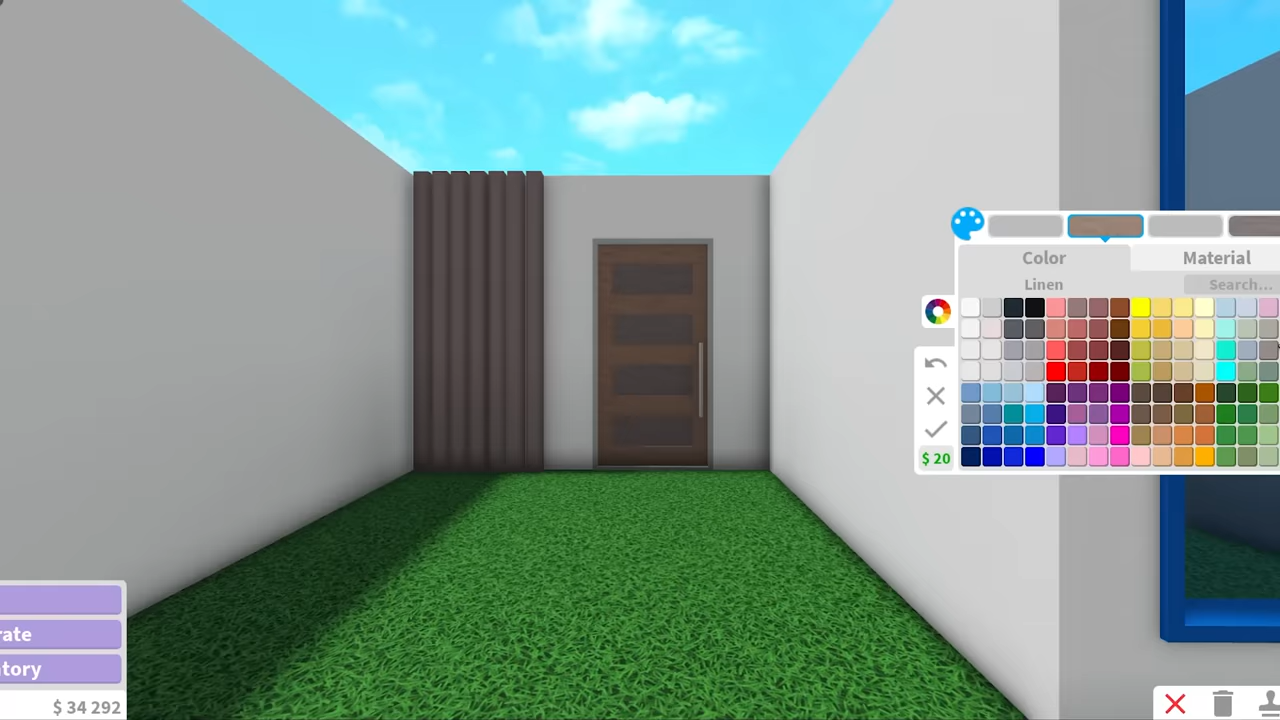 Color
Material
Linen
Search...
$ 20
rate
tory
$ 34 292